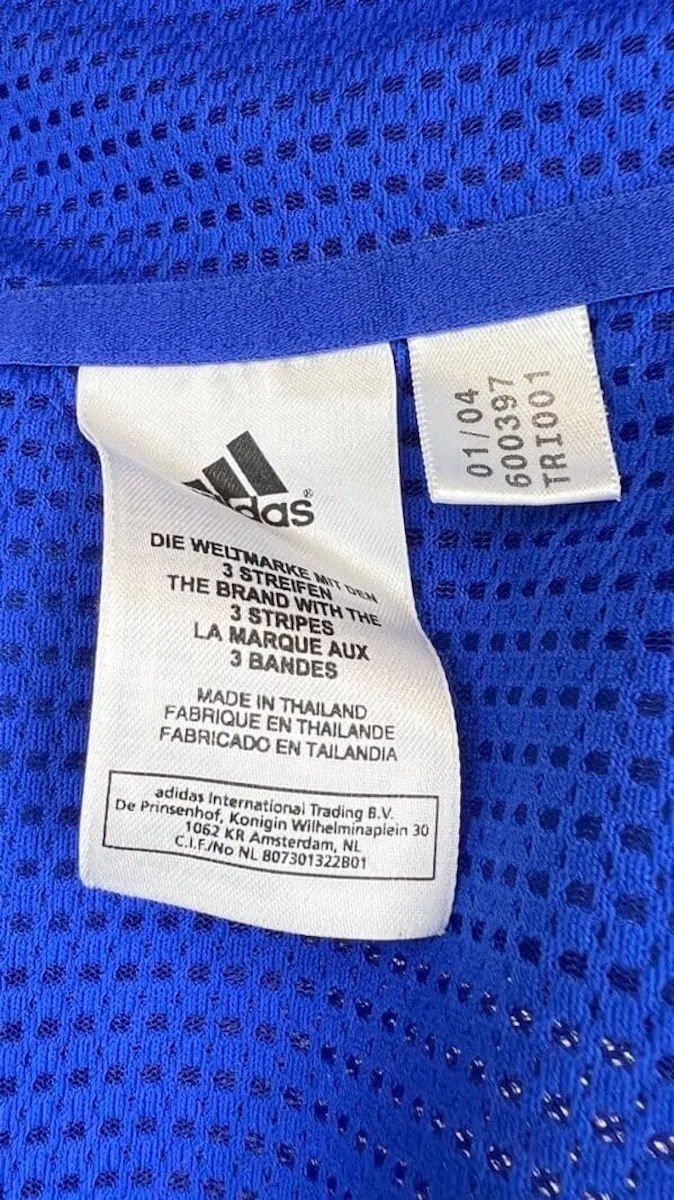 adidas®
DIE WELTMARKE MIT DEN
3 STREIFEN
THE BRAND WITH THE
3 STRIPES
LA MARQUE AUX
3 BANDES
MADE IN THAILAND
FABRIQUE EN THAILANDE
FABRICADO EN TAILANDIA
adidas International Trading B.V.
De Prinsenhof, Konigin Wilhelminaplein 30
1062 KR Amsterdam, NL
C.I.F./No NL 807301322B01
01/04
600397
TRI001